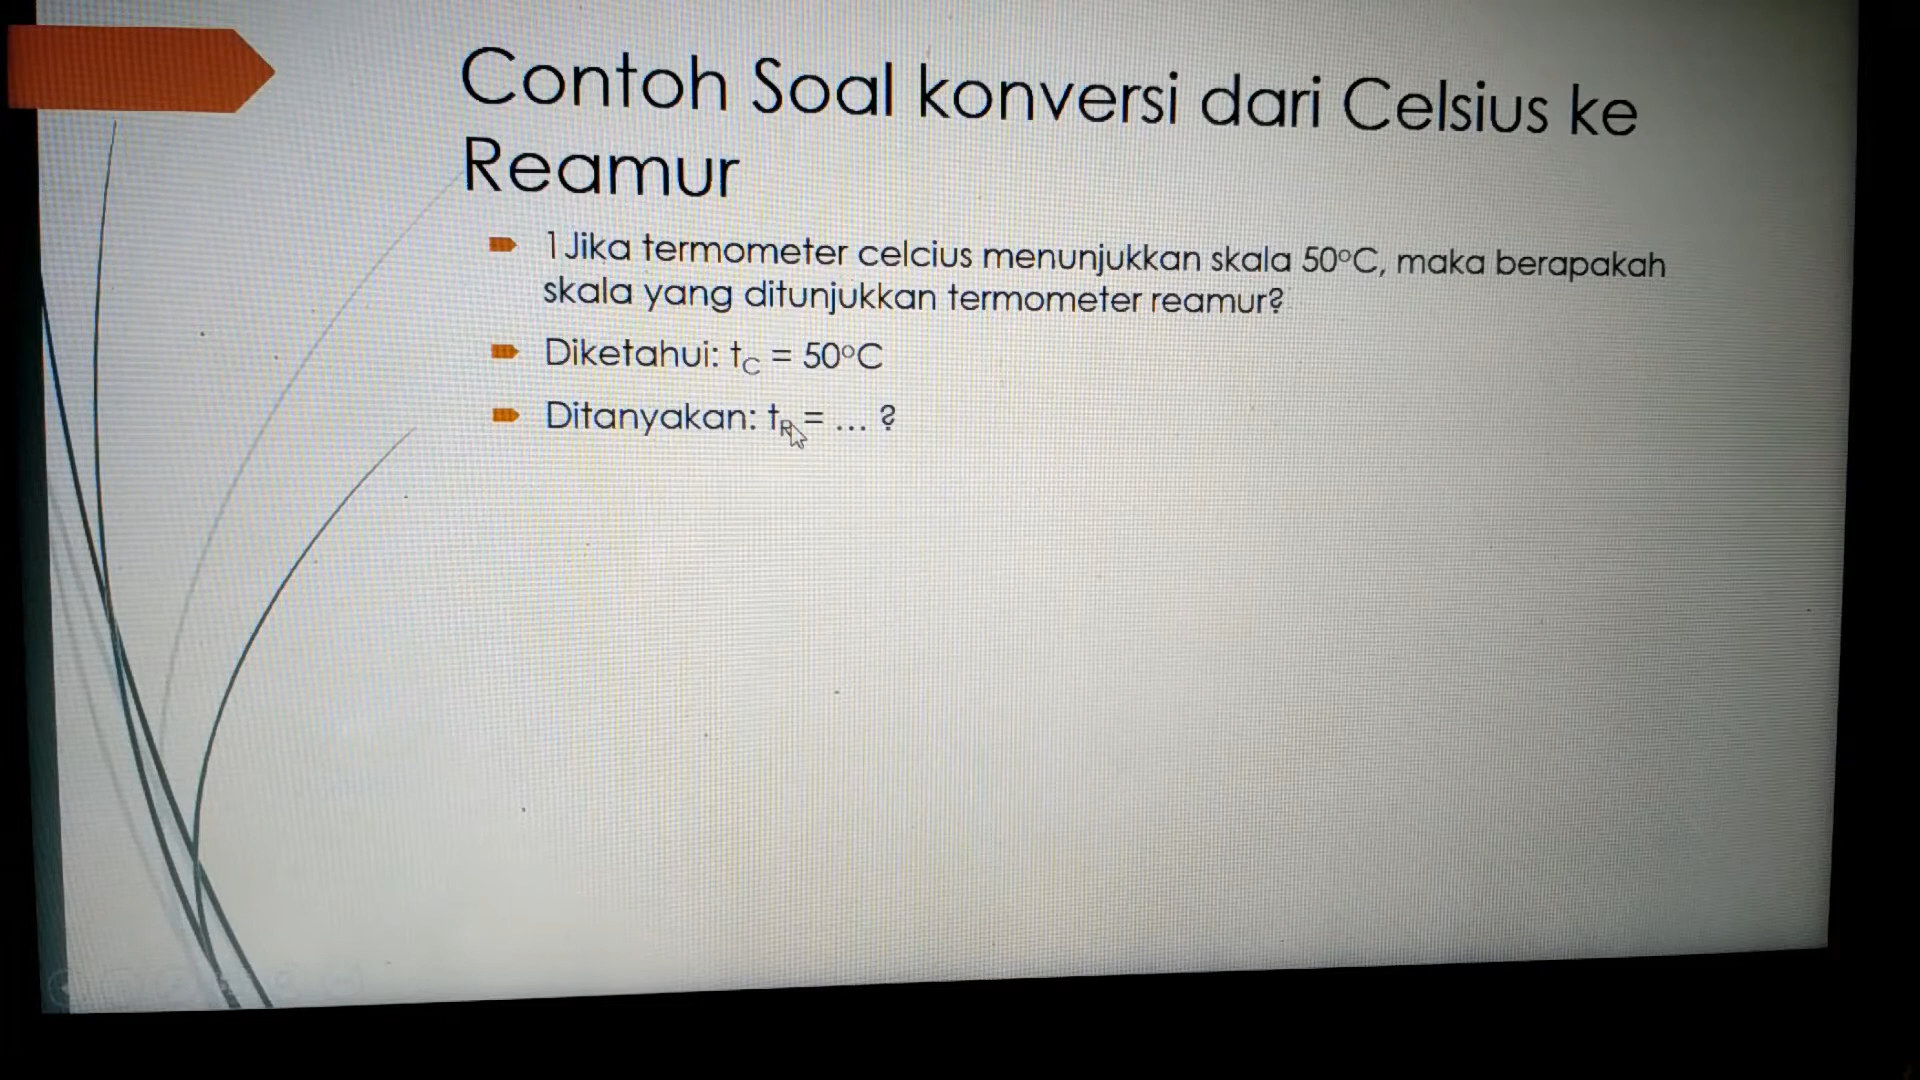 Contoh Soal konversi dari Celsius ke
Reamur
1 Jika termometer celcius menunjukkan skala 50°C, maka berapakah
skala yang ditunjukkan termometer reamur?
Diketahui: t_C = 50°C
Ditanyakan: t_R = ... ?